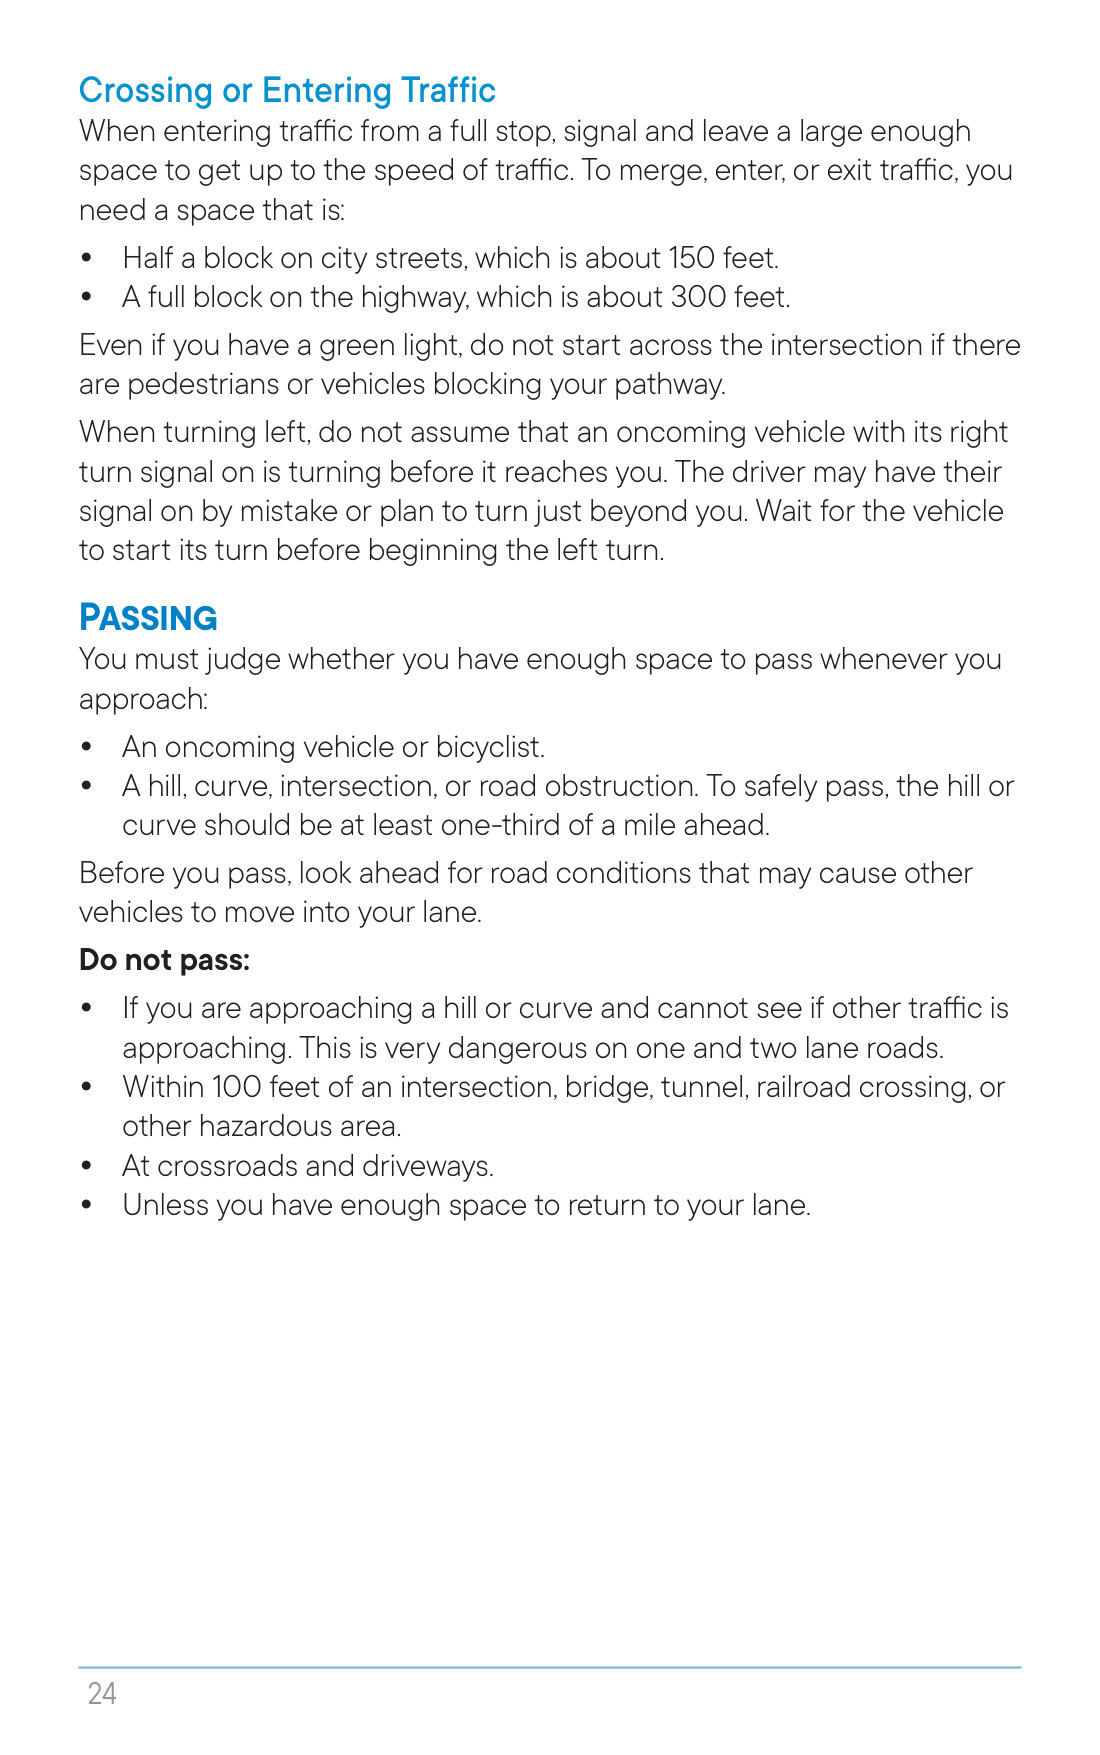 Crossing or Entering Traffic
When entering traffic from a full stop, signal and leave a large enough
space to get up to the speed of traffic. To merge, enter, or exit traffic, you
need a space that is:
• Half a block on city streets, which is about 150 feet.
• A full block on the highway, which is about 300 feet.
Even if you have a green light, do not start across the intersection if there
are pedestrians or vehicles blocking your pathway.
When turning left, do not assume that an oncoming vehicle with its right
turn signal on is turning before it reaches you. The driver may have their
signal on by mistake or plan to turn just beyond you. Wait for the vehicle
to start its turn before beginning the left turn.
PASSING
You must judge whether you have enough space to pass whenever you
approach:
• An oncoming vehicle or bicyclist.
• A hill, curve, intersection, or road obstruction. To safely pass, the hill or
curve should be at least one-third of a mile ahead.
Before you pass, look ahead for road conditions that may cause other
vehicles to move into your lane.
Do not pass:
• If you are approaching a hill or curve and cannot see if other traffic is
approaching. This is very dangerous on one and two lane roads.
• Within 100 feet of an intersection, bridge, tunnel, railroad crossing, or
other hazardous area.
• At crossroads and driveways.
• Unless you have enough space to return to your lane.
24